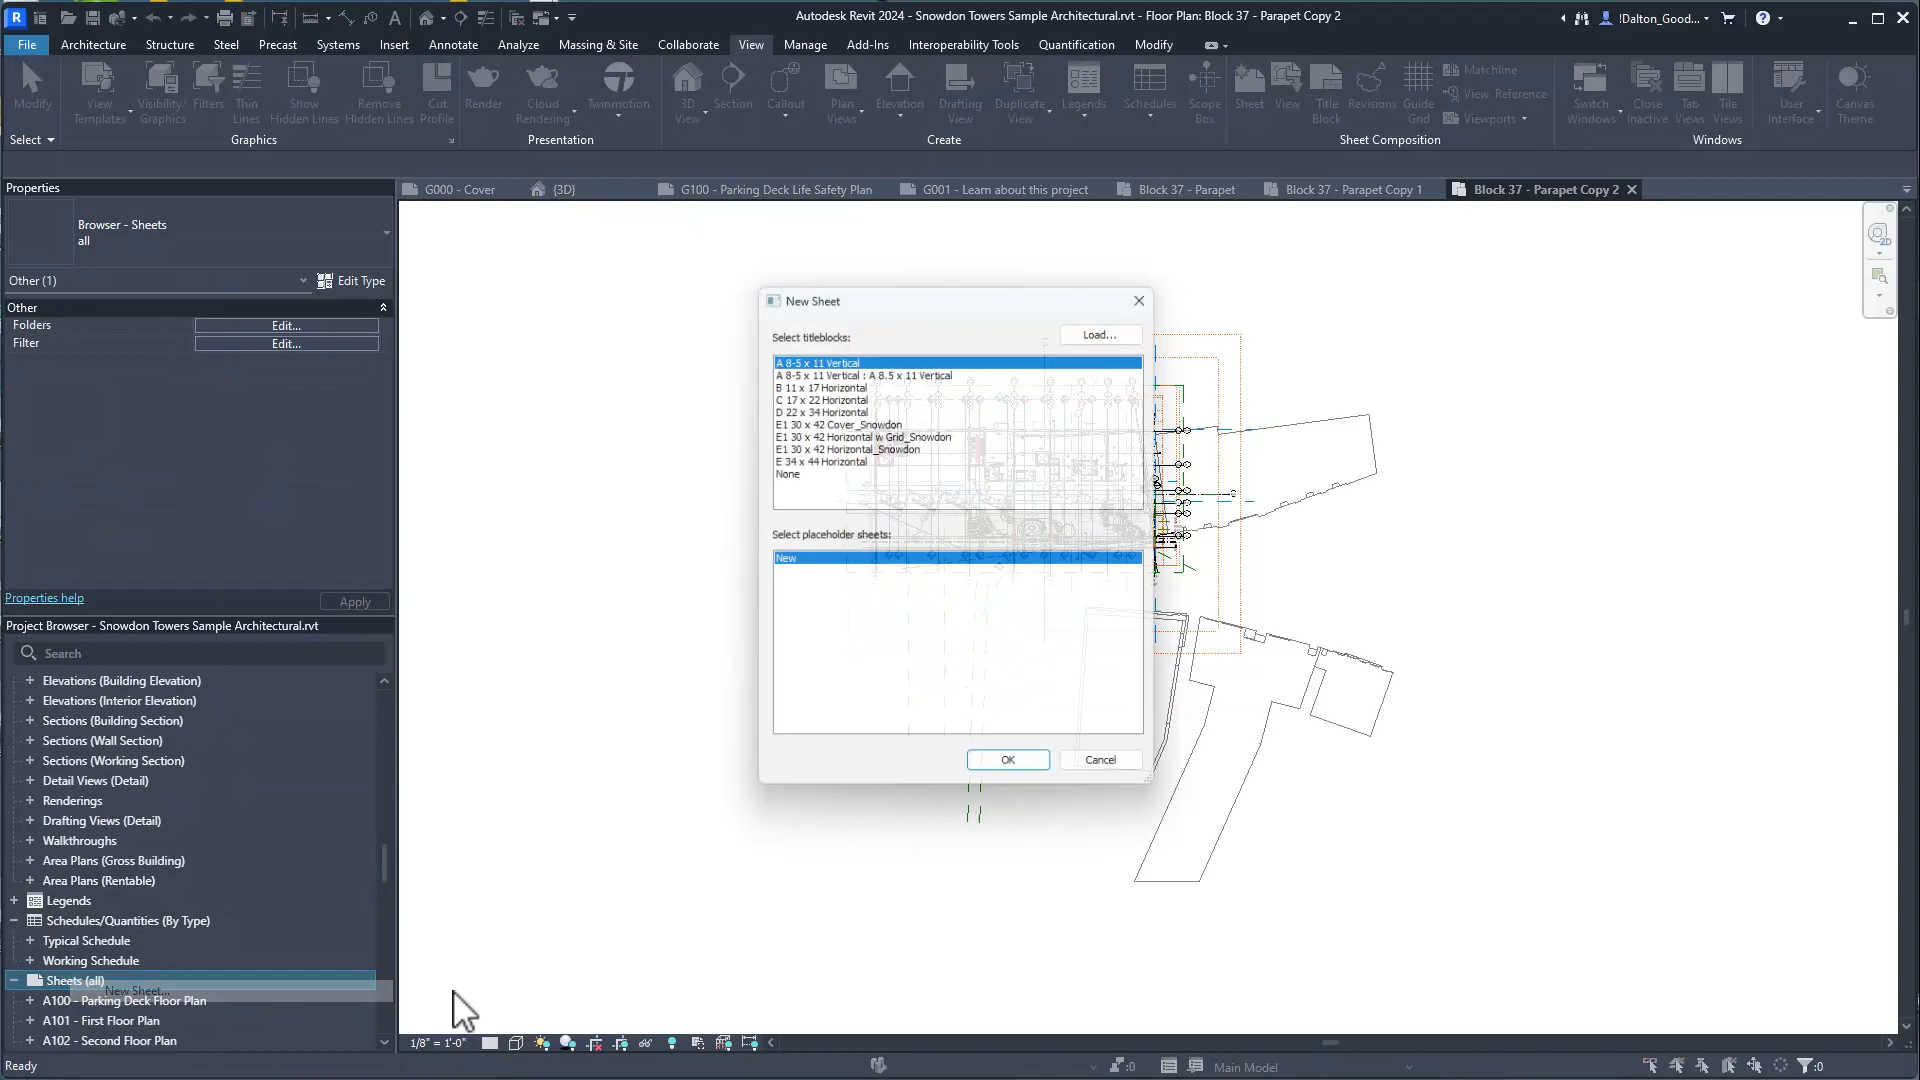 Autodesk Revit 2024 - Snowdon Towers Sample Architectural.rvt - Floor Plan: Block 37 - Parapet Copy 2
!Dalton_Good...
File Architecture Structure Steel Precast Systems Insert Annotate Analyze Massing & Site Collaborate View Manage Add-Ins Interoperability Tools Quantification Modify
Modify
View Templates
Visibility/ Graphics
Filters
Thin Lines
Show Hidden Lines
Remove Hidden Lines
Cut Profile
Render
Cloud Rendering
Twinmotion
3D View
Section
Callout
Plan Views
Elevation
Drafting View
Duplicate View
Legends
Schedules
Scope Box
Sheet
View
Title Block
Revisions
Guide Grid
Matchline
View Reference
Viewports
Switch Windows
Close Inactive
Tab Views
Tile Views
User Interface
Canvas Theme
Select Graphics Presentation Create Sheet Composition Windows
Properties
Browser - Sheets
all
Other (1) Edit Type
Other
Folders Edit...
Filter Edit...
Properties help Apply
G000 - Cover {3D} G100 - Parking Deck Life Safety Plan G001 - Learn about this project Block 37 - Parapet Block 37 - Parapet Copy 1 Block 37 - Parapet Copy 2
2D
New Sheet
Select titleblocks: Load...
A 8-5 x 11 Vertical
A 8-5 x 11 Vertical : A 8.5 x 11 Vertical
B 11 x 17 Horizontal
C 17 x 22 Horizontal
D 22 x 34 Horizontal
E1 30 x 42 Cover_Snowdon
E1 30 x 42 Horizontal w Grid_Snowdon
E1 30 x 42 Horizontal_Snowdon
E 34 x 44 Horizontal
None
Select placeholder sheets:
New
OK Cancel
Project Browser - Snowdon Towers Sample Architectural.rvt
Search
Elevations (Building Elevation)
Elevations (Interior Elevation)
Sections (Building Section)
Sections (Wall Section)
Sections (Working Section)
Detail Views (Detail)
Renderings
Drafting Views (Detail)
Walkthroughs
Area Plans (Gross Building)
Area Plans (Rentable)
Legends
Schedules/Quantities (By Type)
Typical Schedule
Working Schedule
Sheets (all)
New Sheet...
A100 - Parking Deck Floor Plan
A101 - First Floor Plan
A102 - Second Floor Plan
1/8" = 1'-0"
Ready
:0
Main Model
:0